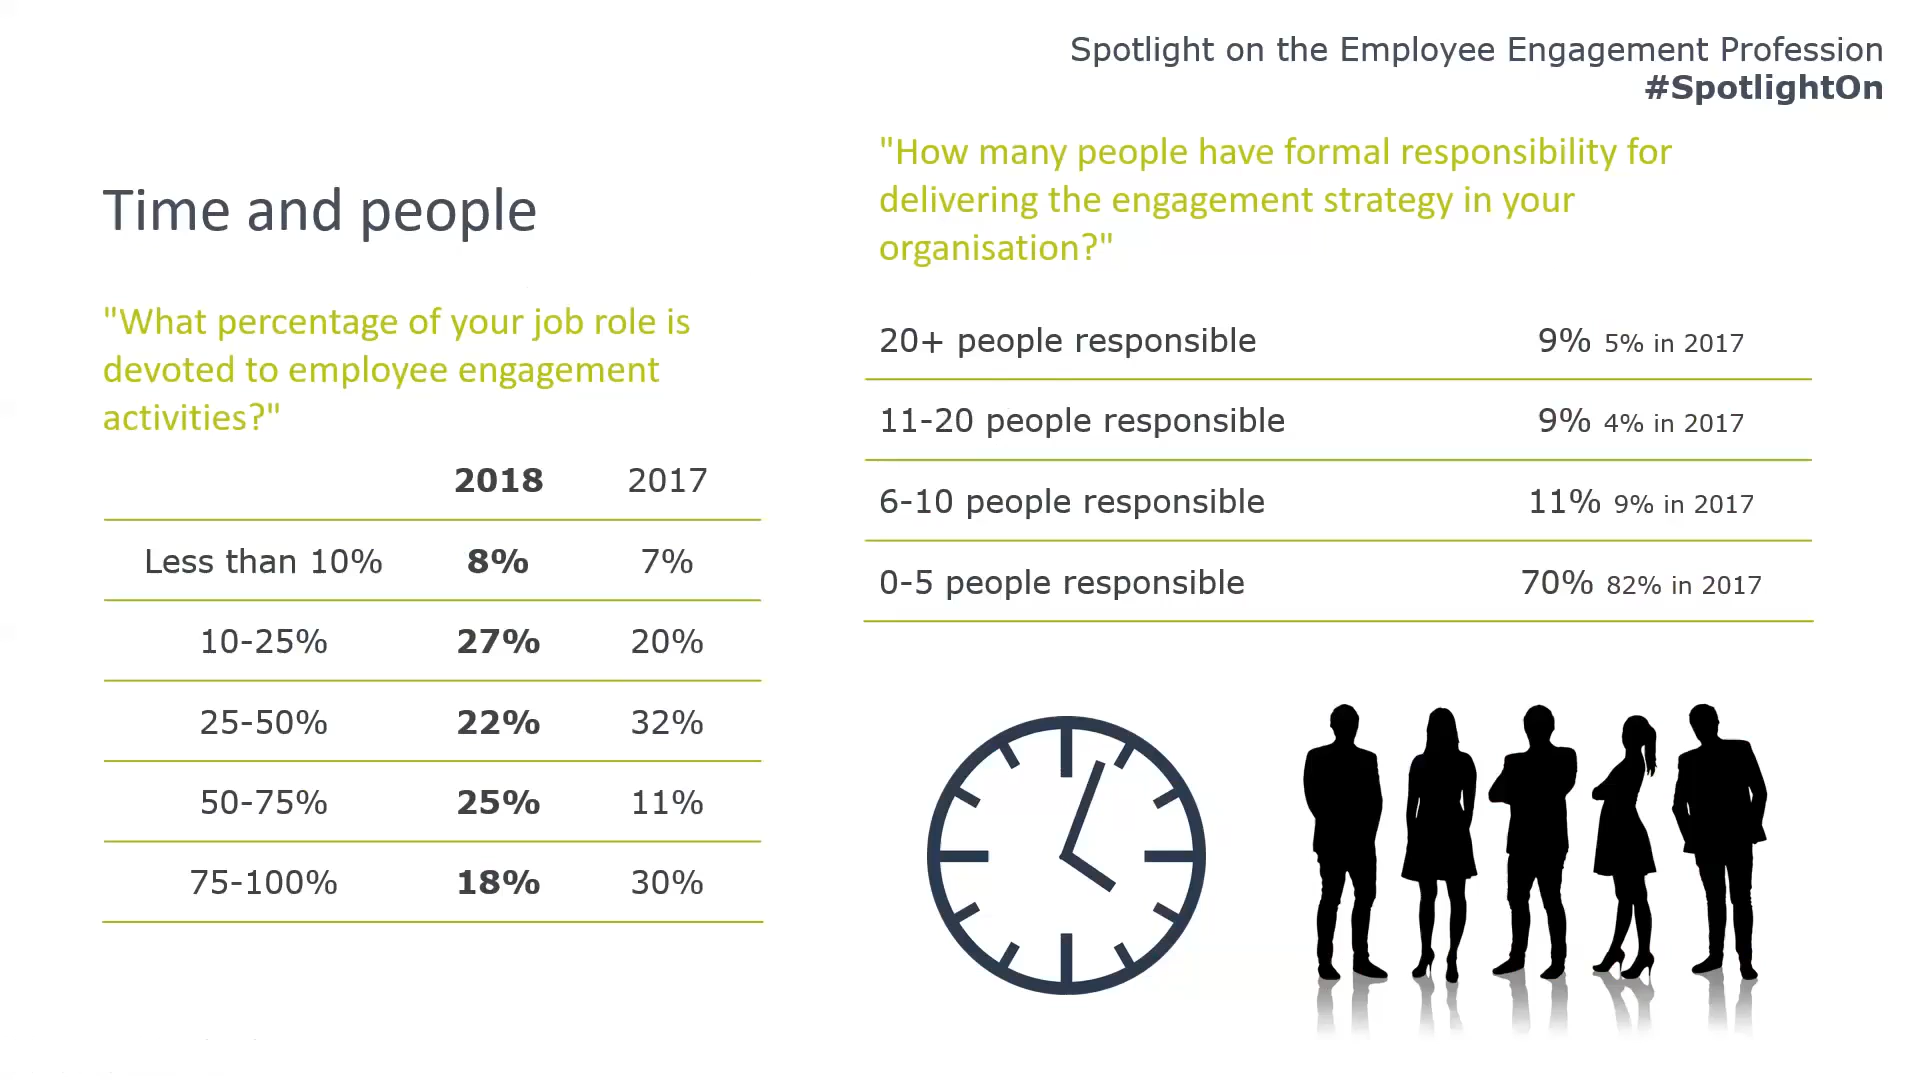 Spotlight on the Employee Engagement Profession
#SpotlightOn
Time and people
"What percentage of your job role is
devoted to employee engagement
activities?"
2018 2017
Less than 10% 8% 7%
10-25% 27% 20%
25-50% 22% 32%
50-75% 25% 11%
75-100% 18% 30%
"How many people have formal responsibility for
delivering the engagement strategy in your
organisation?"
20+ people responsible 9% 5% in 2017
11-20 people responsible 9% 4% in 2017
6-10 people responsible 11% 9% in 2017
0-5 people responsible 70% 82% in 2017